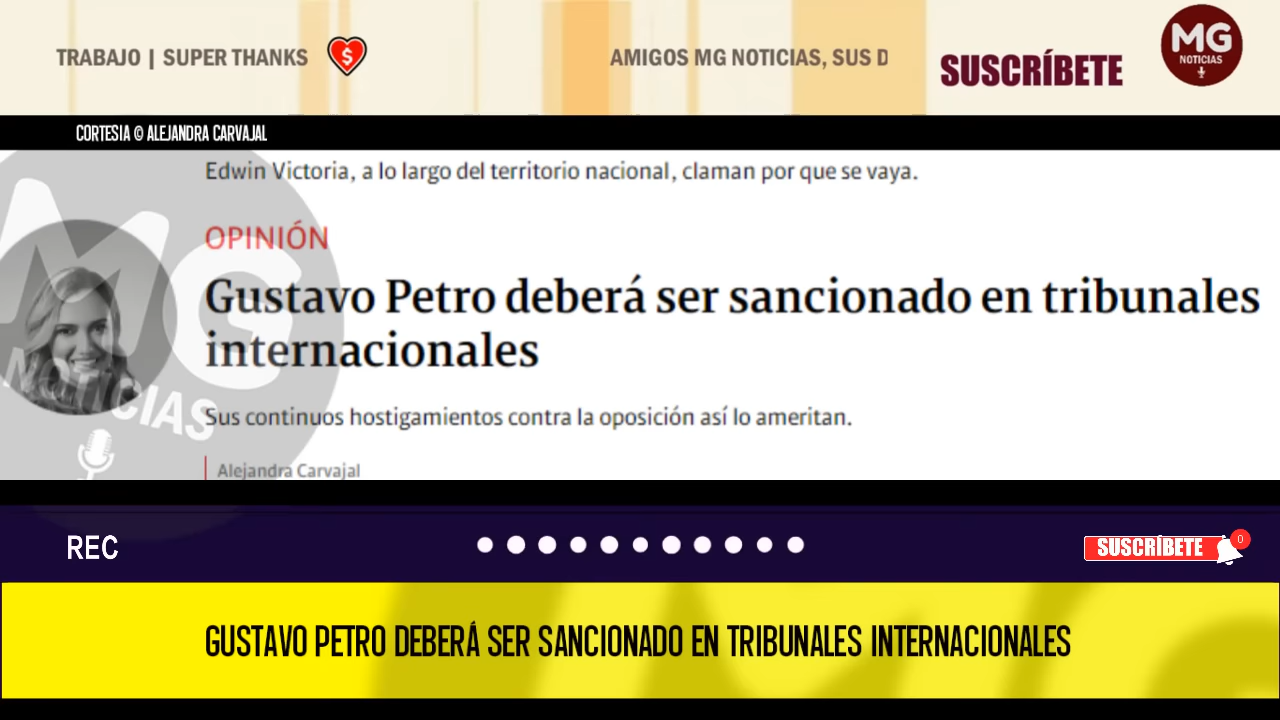 TRABAJO | SUPER THANKS
AMIGOS MG NOTICIAS, SUS D
SUSCRÍBETE
MG
NOTICIAS
CORTESIA © ALEJANDRA CARVAJAL
Edwin Victoria, a lo largo del territorio nacional, claman por que se vaya.
OPINIÓN
Gustavo Petro deberá ser sancionado en tribunales
internacionales
MG
NOTICIAS
Sus continuos hostigamientos contra la oposición así lo ameritan.
Alejandra Carvajal
REC
SUSCRÍBETE
0
GUSTAVO PETRO DEBERÁ SER SANCIONADO EN TRIBUNALES INTERNACIONALES